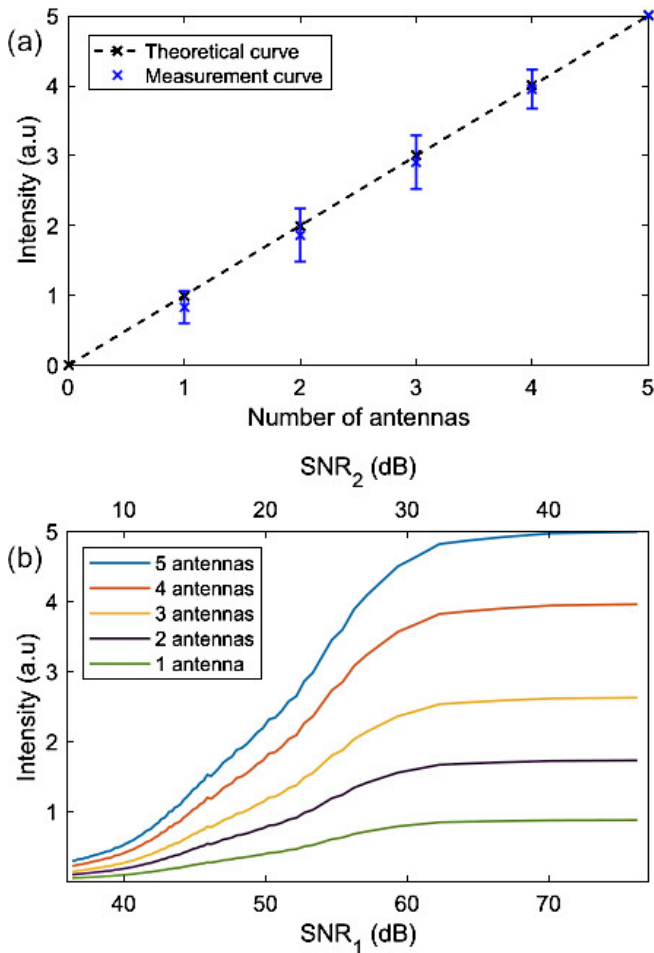 (a)
5
4
3
2
1
0
Intensity (a.u)
Theoretical curve
Measurement curve
0 1 2 3 4 5
Number of antennas
SNR2 (dB)
10 20 30 40
(b)
5
4
3
2
1
Intensity (a.u)
5 antennas
4 antennas
3 antennas
2 antennas
1 antenna
40 50 60 70
SNR1 (dB)